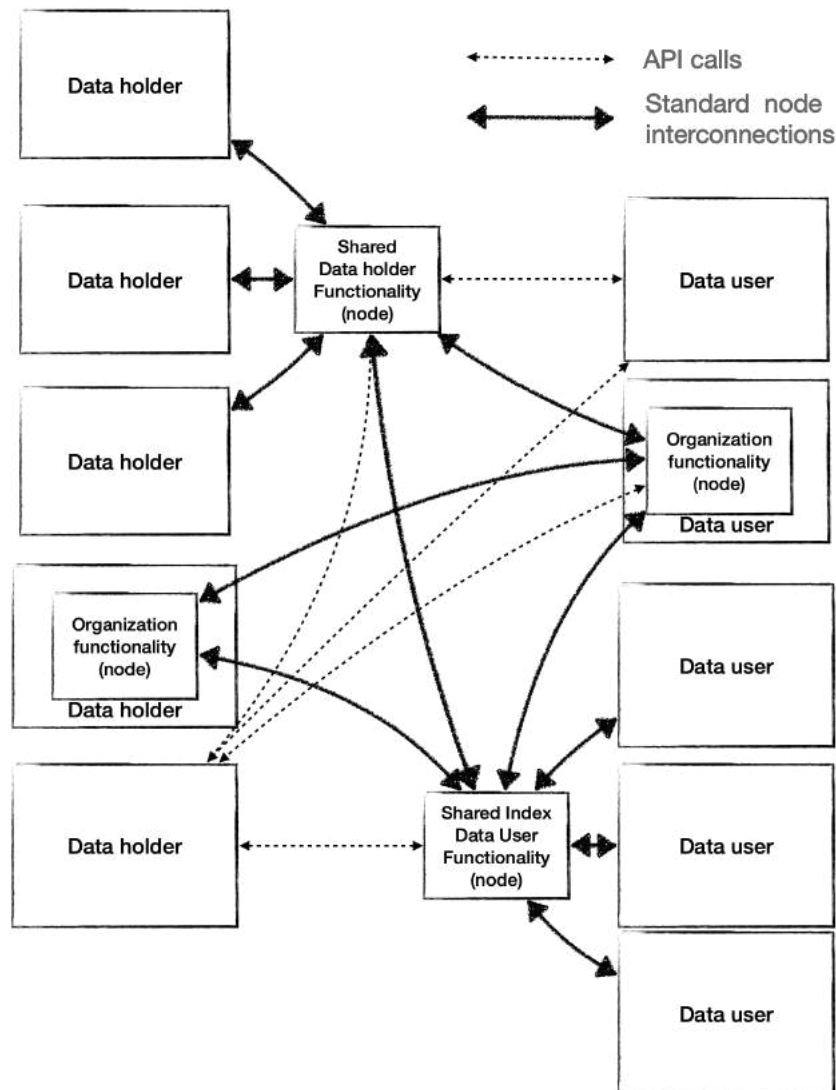 Data holder
API calls
Standard node
interconnections
Data holder
Shared
Data holder
Functionality
(node)
Data user
Data holder
Organization
functionality
(node)
Data user
Organization
functionality
(node)
Data holder
Data user
Data holder
Shared Index
Data User
Functionality
(node)
Data user
Data user